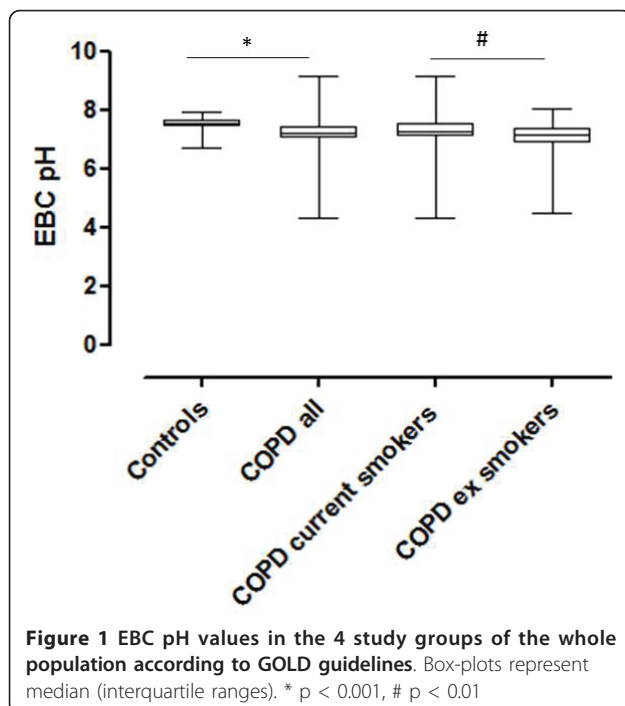 * #
10
8
6
4
2
0
EBC pH
Controls
COPD all
COPD current smokers
COPD ex smokers
Figure 1 EBC pH values in the 4 study groups of the whole
population according to GOLD guidelines. Box-plots represent
median (interquartile ranges). * p < 0.001, # p < 0.01